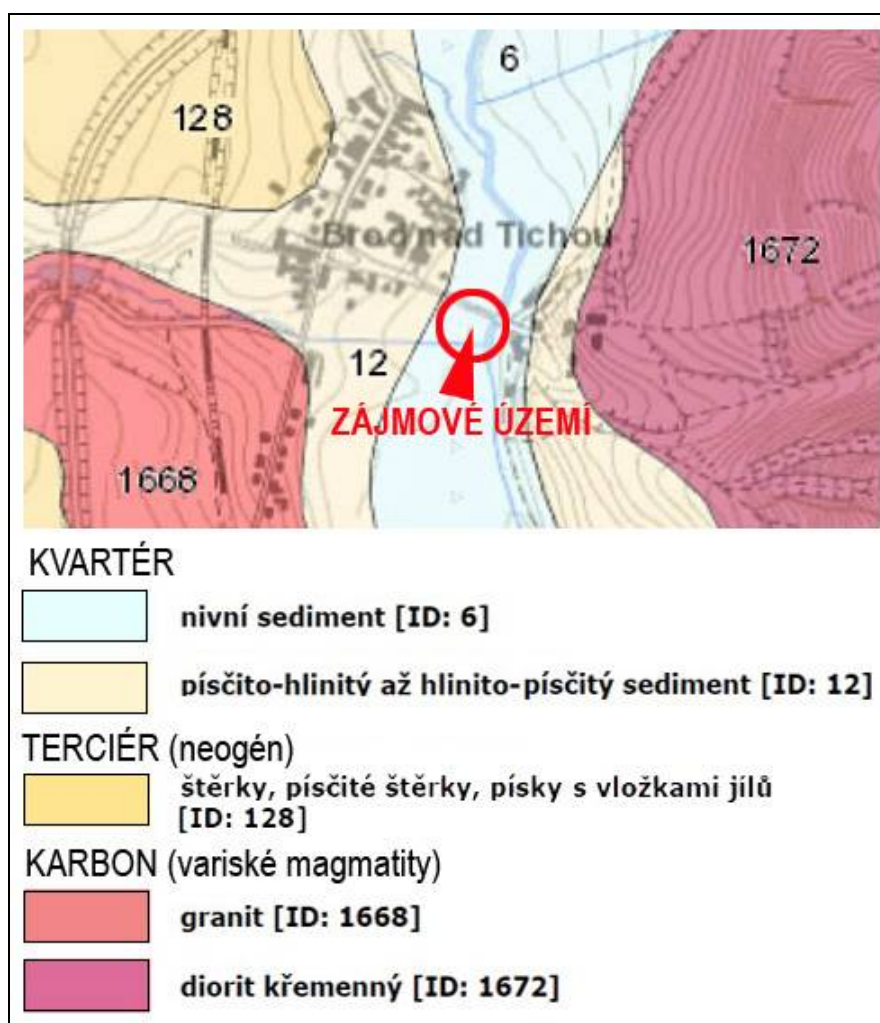 6
128
Brod nad Tichou
1672
12
ZÁJMOVÉ ÚZEMÍ
1668
KVARTÉR
nivní sediment [ID: 6]
písčito-hlinitý až hlinito-písčitý sediment [ID: 12]
TERCIÉR (neogén)
štěrky, písčité štěrky, písky s vložkami jílů
[ID: 128]
KARBON (variské magmatity)
granit [ID: 1668]
diorit křemenný [ID: 1672]